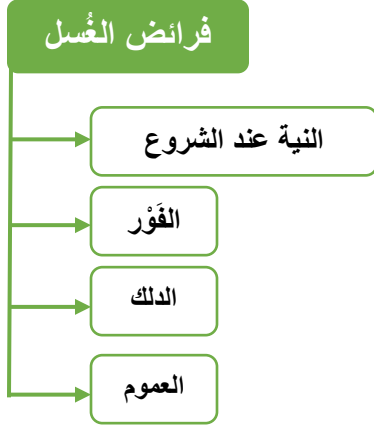 فرائض الغُسل
النية عند الشروع
الفَوْر
الدلك
العموم